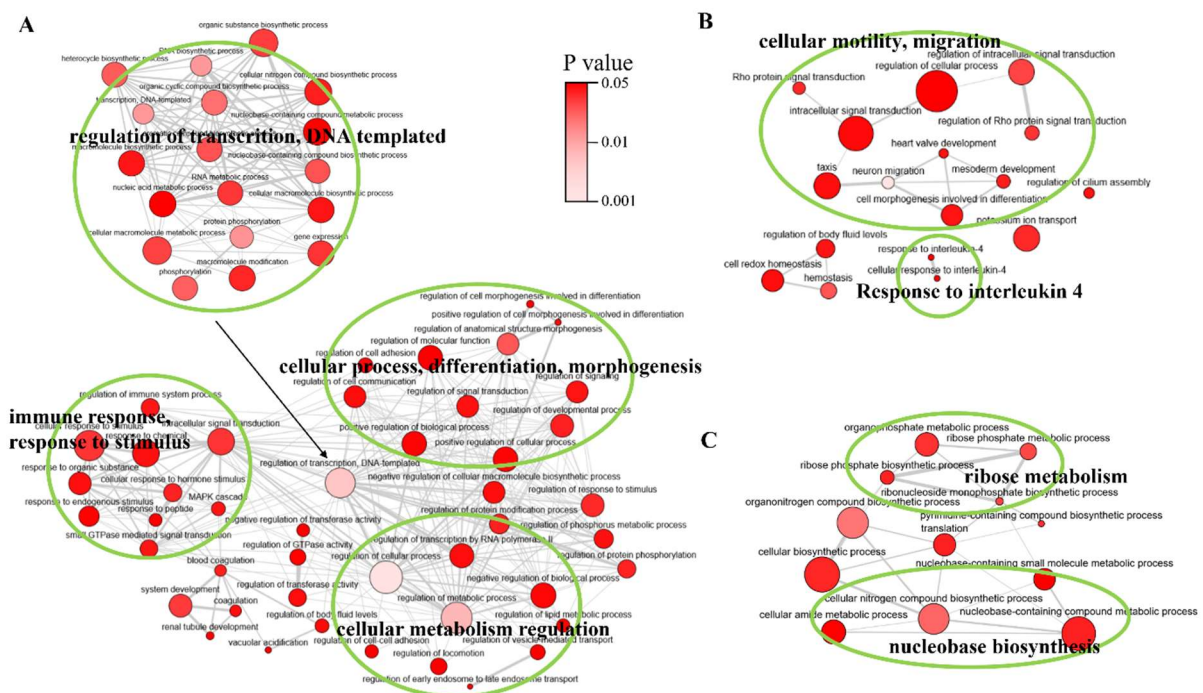 A
organic substance biosynthetic process
RNA biosynthetic process
heterocycle biosynthetic process
cellular nitrogen compound biosynthetic process
organic cyclic compound biosynthetic process
transcription, DNA-templated
nucleobase-containing compound metabolic process
regulation of transcrition, DNA templated
macromolecule biosynthetic process
nucleobase-containing compound biosynthetic process
RNA metabolic process
nucleic acid metabolic process
cellular macromolecule biosynthetic process
protein phosphorylation
cellular macromolecule metabolic process
gene expression
macromolecule modification
phosphorylation
P value
0.05
0.01
0.001
regulation of cell morphogenesis involved in differentiation
positive regulation of cell morphogenesis involved in differentiation
regulation of anatomical structure morphogenesis
regulation of molecular function
regulation of cell adhesion
cellular process, differentiation, morphogenesis
regulation of cell communication
regulation of signaling
regulation of signal transduction
regulation of developmental process
positive regulation of biological process
positive regulation of cellular process
regulation of immune system process
immune response,
cellular response to stimulus
intracellular signal transduction
response to chemical
response to stimulus
regulation of transcription, DNA-templated
response to organic substance
cellular response to hormone stimulus
response to endogenous stimulus
MAPK cascade
response to peptide
small GTPase mediated signal transduction
negative regulation of cellular macromolecule biosynthetic process
regulation of response to stimulus
regulation of protein modification process
negative regulation of transferase activity
regulation of phosphorus metabolic process
regulation of transcription by RNA polymerase II
regulation of GTPase activity
regulation of cellular process
regulation of protein phosphorylation
blood coagulation
regulation of transferase activity
negative regulation of biological process
system development
regulation of metabolic process
coagulation
regulation of body fluid levels
regulation of lipid metabolic process
renal tubule development
cellular metabolism regulation
vacuolar acidification
regulation of cell-cell adhesion
regulation of vesicle-mediated transport
regulation of locomotion
regulation of early endosome to late endosome transport
B
cellular motility, migration
regulation of intracellular signal transduction
regulation of cellular process
Rho protein signal transduction
intracellular signal transduction
regulation of Rho protein signal transduction
heart valve development
taxis
neuron migration
mesoderm development
regulation of cilium assembly
cell morphogenesis involved in differentiation
potassium ion transport
regulation of body fluid levels
response to interleukin-4
cell redox homeostasis
cellular response to interleukin-4
hemostasis
Response to interleukin 4
C
organophosphate metabolic process
ribose phosphate metabolic process
ribose phosphate biosynthetic process
ribose metabolism
ribonucleoside monophosphate biosynthetic process
organonitrogen compound biosynthetic process
pyrimidine-containing compound biosynthetic process
translation
cellular biosynthetic process
nucleobase-containing small molecule metabolic process
cellular nitrogen compound biosynthetic process
cellular amide metabolic process
nucleobase-containing compound metabolic process
nucleobase biosynthesis